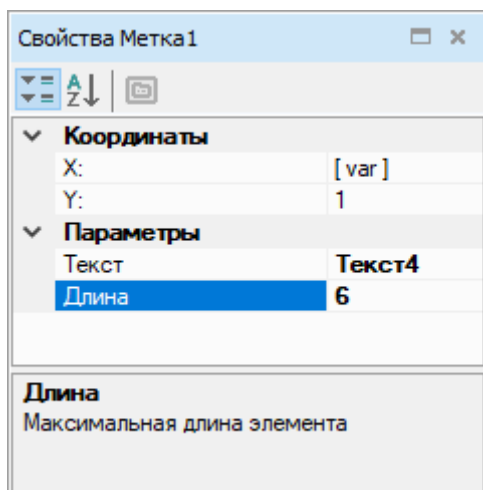 Свойства Метка1
Координаты
X: [ var ]
Y: 1
Параметры
Текст Текст4
Длина 6
Длина
Максимальная длина элемента